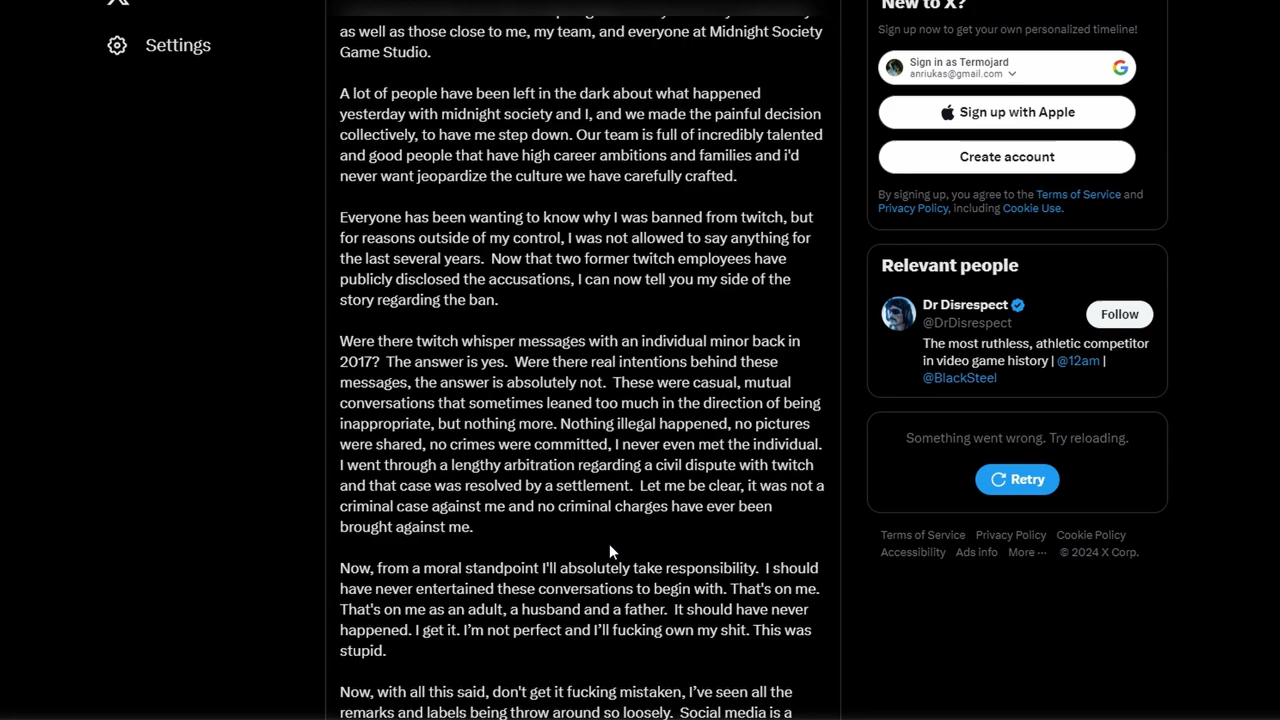 Settings
as well as those close to me, my team, and everyone at Midnight Society
Game Studio.
A lot of people have been left in the dark about what happened
yesterday with midnight society and I, and we made the painful decision
collectively, to have me step down. Our team is full of incredibly talented
and good people that have high career ambitions and families and i'd
never want jeopardize the culture we have carefully crafted.
Everyone has been wanting to know why I was banned from twitch, but
for reasons outside of my control, I was not allowed to say anything for
the last several years.  Now that two former twitch employees have
publicly disclosed the accusations, I can now tell you my side of the
story regarding the ban.
Were there twitch whisper messages with an individual minor back in
2017?  The answer is yes.  Were there real intentions behind these
messages, the answer is absolutely not.  These were casual, mutual
conversations that sometimes leaned too much in the direction of being
inappropriate, but nothing more. Nothing illegal happened, no pictures
were shared, no crimes were committed, I never even met the individual.
I went through a lengthy arbitration regarding a civil dispute with twitch
and that case was resolved by a settlement.  Let me be clear, it was not a
criminal case against me and no criminal charges have ever been
brought against me.
Now, from a moral standpoint I'll absolutely take responsibility.  I should
have never entertained these conversations to begin with. That's on me.
That's on me as an adult, a husband and a father.  It should have never
happened. I get it. I'm not perfect and I'll fucking own my shit. This was
stupid.
Now, with all this said, don't get it fucking mistaken, I've seen all the
remarks and labels being throw around so loosely.  Social media is a
New to X?
Sign up now to get your own personalized timeline!
Sign in as Termojard
anriukas@gmail.com
Sign up with Apple
Create account
By signing up, you agree to the Terms of Service and
Privacy Policy, including Cookie Use.
Relevant people
Dr Disrespect
@DrDisrespect
Follow
The most ruthless, athletic competitor
in video game history | @12am |
@BlackSteel
Something went wrong. Try reloading.
Retry
Terms of Service Privacy Policy Cookie Policy
Accessibility Ads info More ··· © 2024 X Corp.